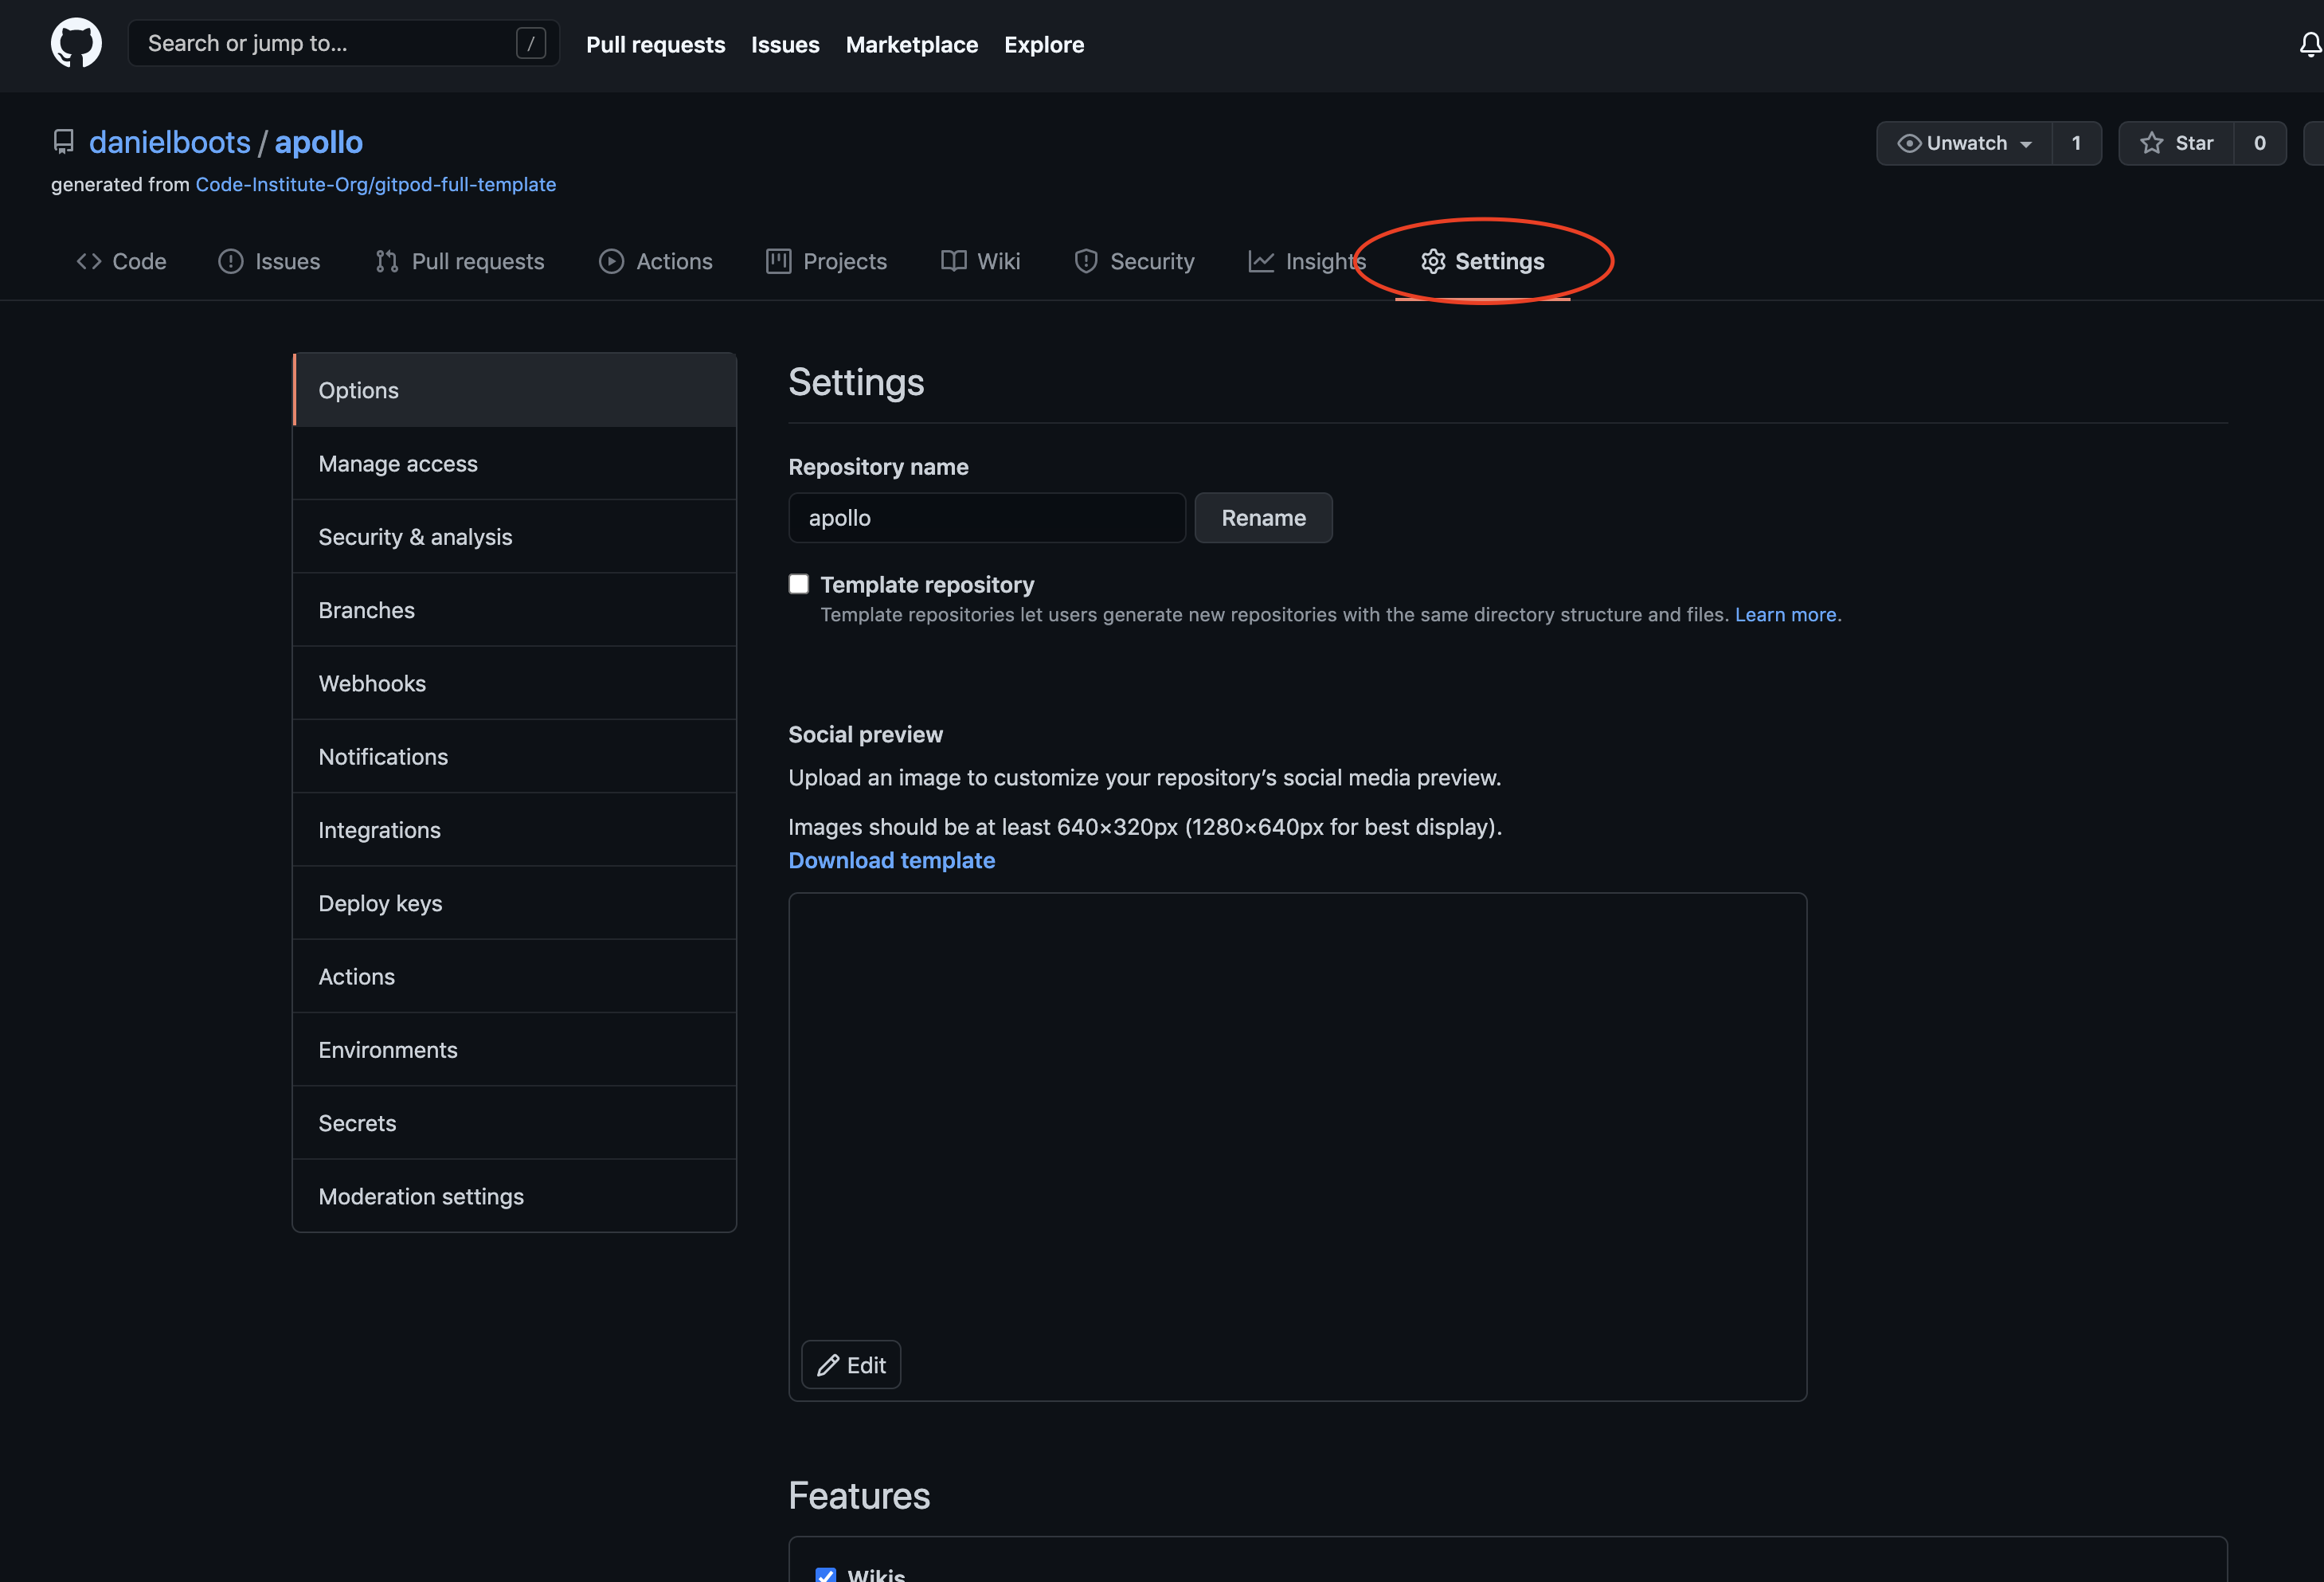 Search or jump to... /
Pull requests Issues Marketplace Explore
danielboots / apollo
Unwatch 1 Star 0
generated from Code-Institute-Org/gitpod-full-template
Code Issues Pull requests Actions Projects Wiki Security Insights Settings
Options
Manage access
Security & analysis
Branches
Webhooks
Notifications
Integrations
Deploy keys
Actions
Environments
Secrets
Moderation settings
Settings
Repository name
apollo Rename
Template repository
Template repositories let users generate new repositories with the same directory structure and files. Learn more.
Social preview
Upload an image to customize your repository’s social media preview.
Images should be at least 640×320px (1280×640px for best display).
Download template
Edit
Features
Wikis